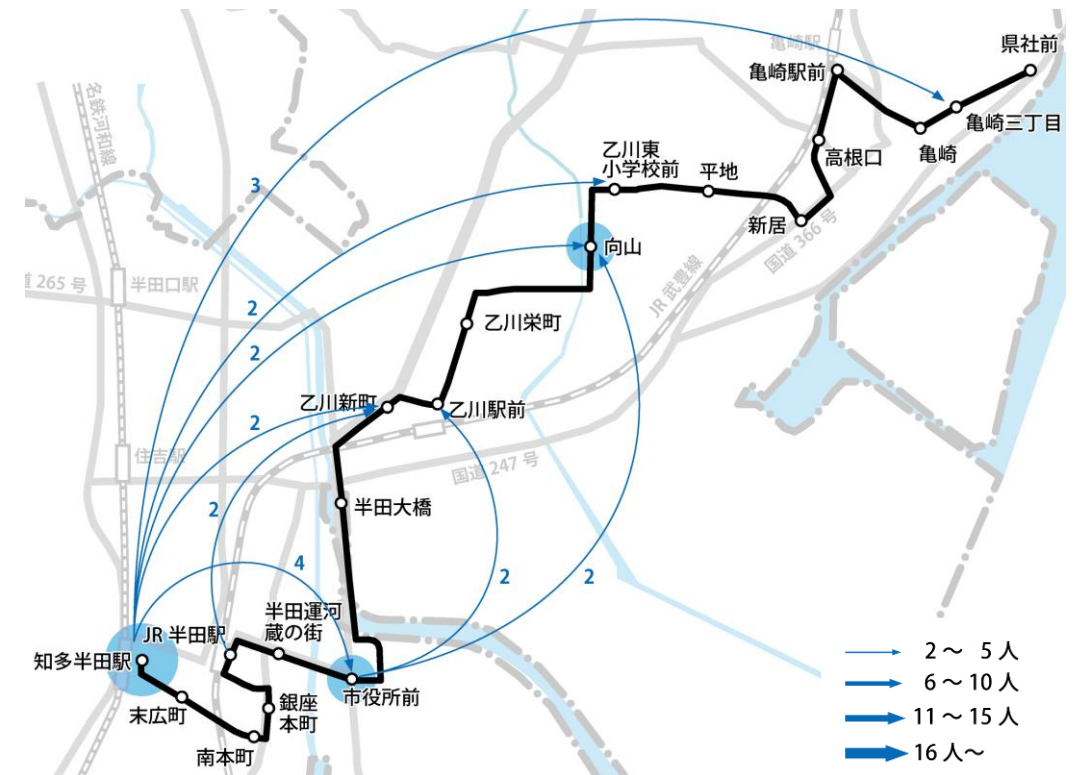 県社前
亀崎駅
亀崎駅前
亀崎三丁目
亀崎
高根口
名鉄河和線
乙川東
小学校前
平地
新居
国道 366 号
3
向山
JR 武豊線
道 265 号
半田口駅
2
乙川栄町
2
乙川新町
乙川駅前
2
住吉駅
国道 247 号
半田大橋
2
4
2
2
半田運河
蔵の街
JR 半田駅
知多半田駅
市役所前
末広町
銀座
本町
南本町
2～ 5 人
6～10 人
11～15 人
16 人～